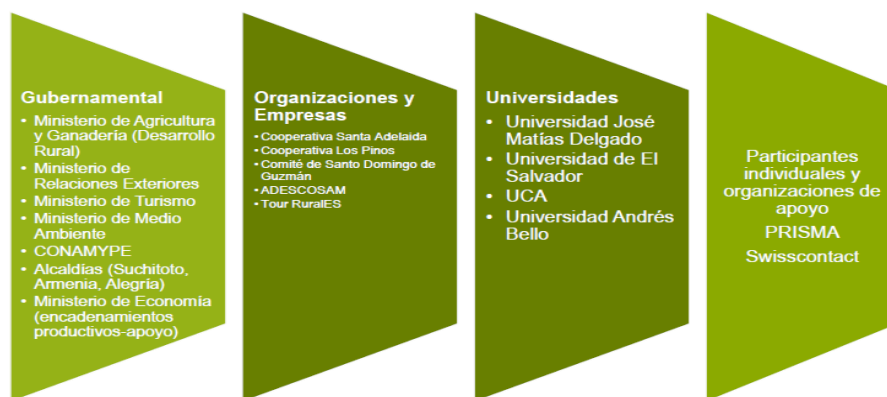 Gubernamental
• Ministerio de Agricultura
y Ganadería (Desarrollo
Rural)
• Ministerio de
Relaciones Exteriores
• Ministerio de Turismo
• Ministerio de Medio
Ambiente
• CONAMYPE
• Alcaldías (Suchitoto,
Armenia, Alegría)
• Ministerio de Economía
(encadenamientos
productivos-apoyo)
Organizaciones y
Empresas
• Cooperativa Santa Adelaida
• Cooperativa Los Pinos
• Comité de Santo Domingo de
Guzmán
• ADESCOSAM
• Tour RuralES
Universidades
• Universidad José
Matías Delgado
• Universidad de El
Salvador
• UCA
• Universidad Andrés
Bello
Participantes
individuales y
organizaciones de
apoyo
PRISMA
Swisscontact